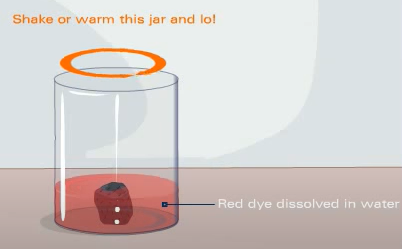 Shake or warm this jar and lo!
Red dye dissolved in water